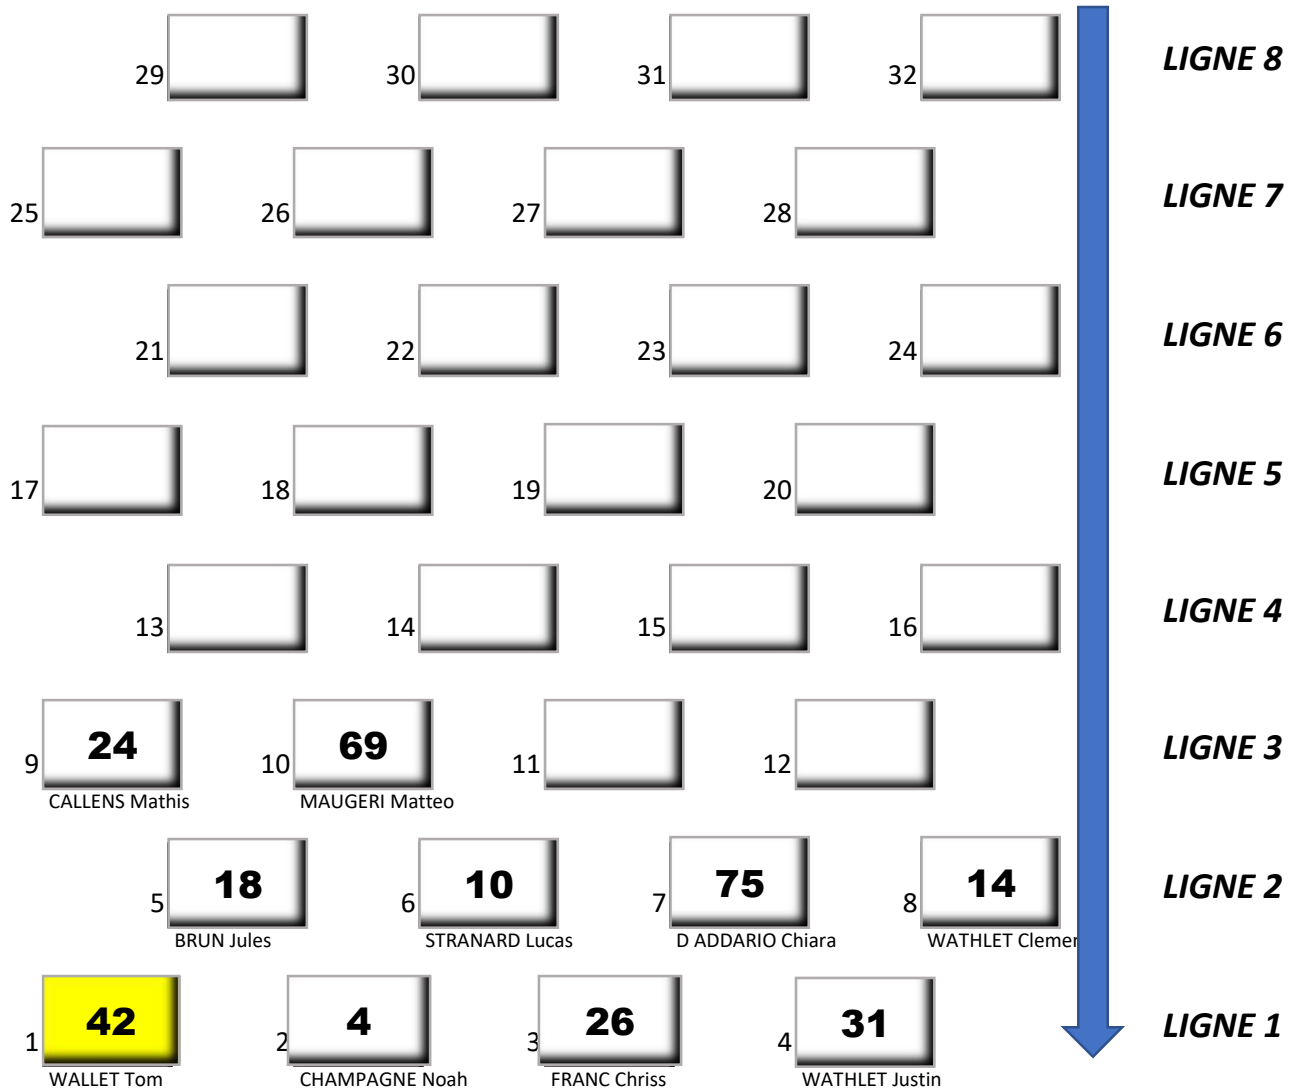 29 30 31 32 LIGNE 8
25 26 27 28 LIGNE 7
21 22 23 24 LIGNE 6
17 18 19 20 LIGNE 5
13 14 15 16 LIGNE 4
9 24 10 69 11 12 LIGNE 3
CALLENS Mathis MAUGERI Matteo
5 18 6 10 7 75 8 14 LIGNE 2
BRUN Jules STRANARD Lucas D ADDARIO Chiara WATHLET Clemen
1 42 2 4 3 26 4 31 LIGNE 1
WALLET Tom CHAMPAGNE Noah FRANC Chriss WATHLET Justin